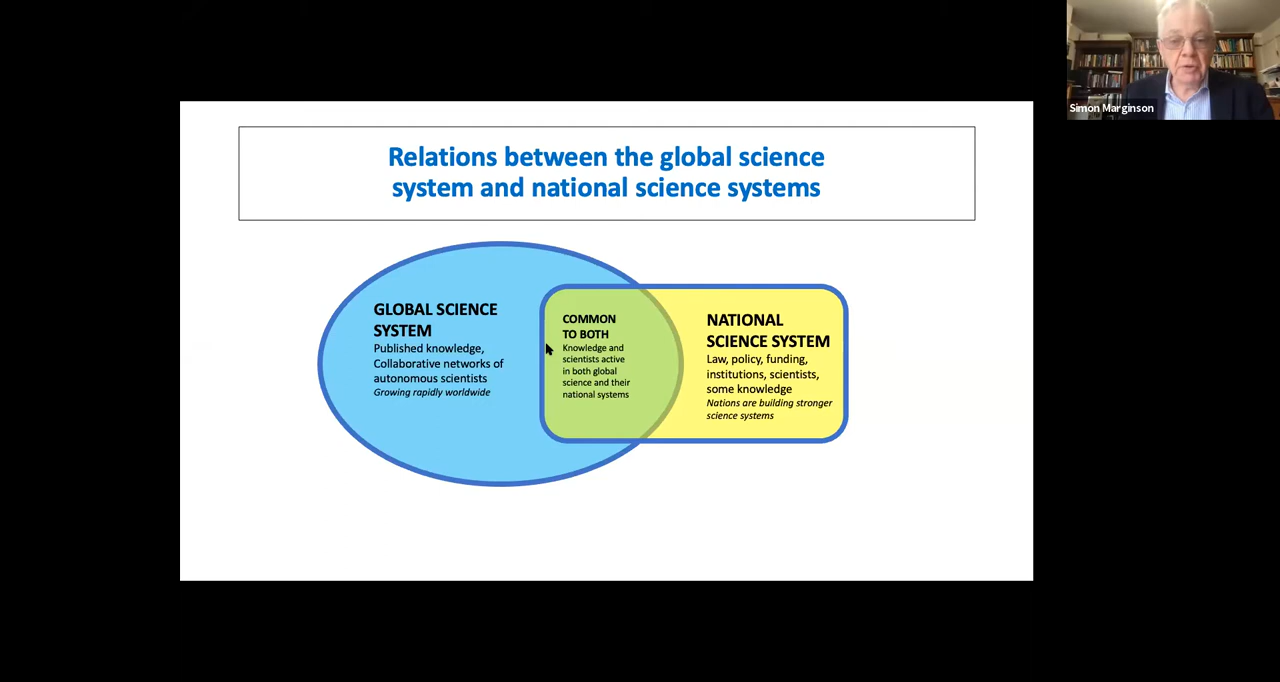 Simon Marginson
Relations between the global science
system and national science systems
GLOBAL SCIENCE
SYSTEM
Published knowledge,
Collaborative networks of
autonomous scientists
Growing rapidly worldwide
COMMON
TO BOTH
Knowledge and
scientists active
in both global
science and their
national systems
NATIONAL
SCIENCE SYSTEM
Law, policy, funding,
institutions, scientists,
some knowledge
Nations are building stronger
science systems